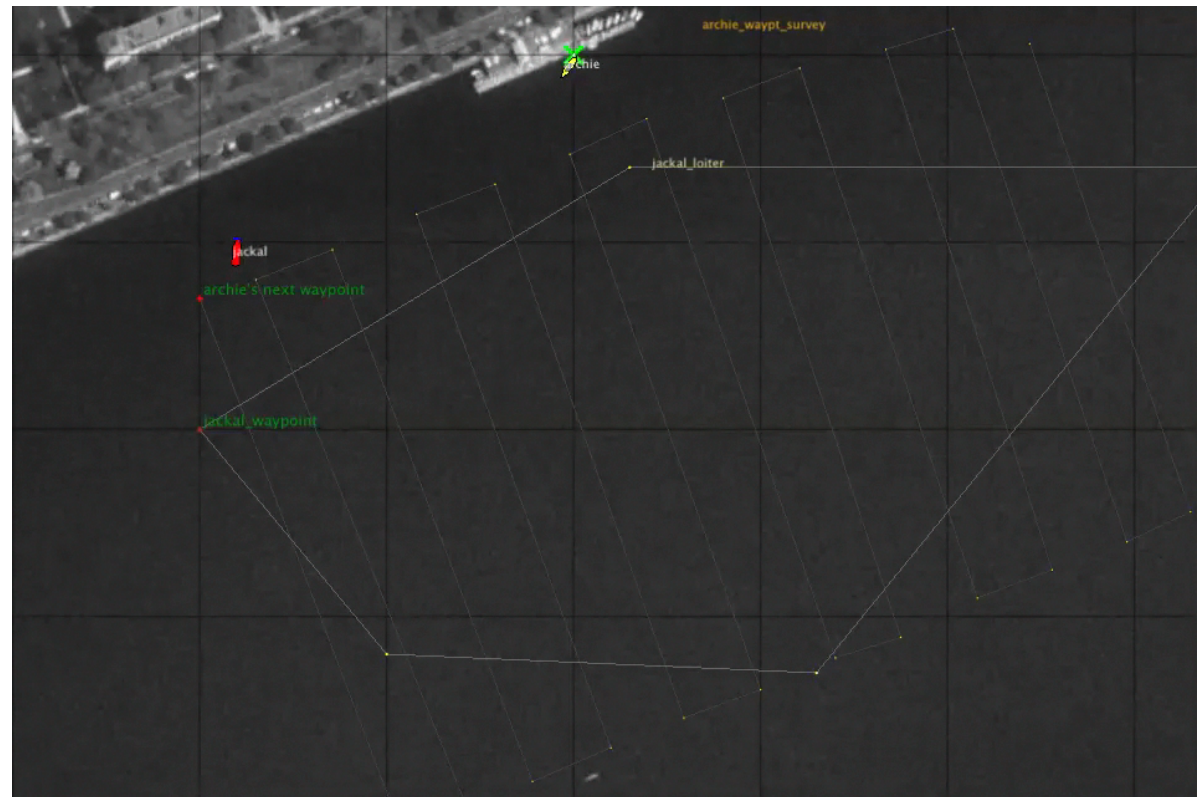 archie_waypt_survey
archie
jackal_loiter
jackal
archie's next waypoint
jackal_waypoint